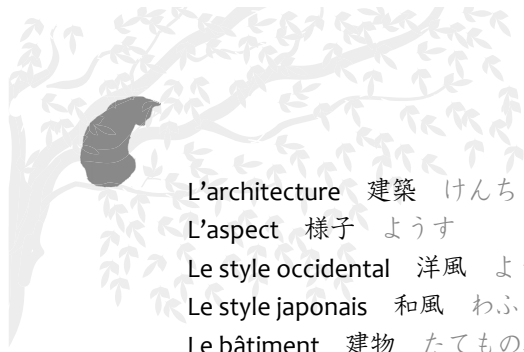 L’architecture 建築 けんち
L’aspect 様子 ようす
Le style occidental 洋風 よ
Le style japonais 和風 わふ
Le bâtiment 建物 たてもの